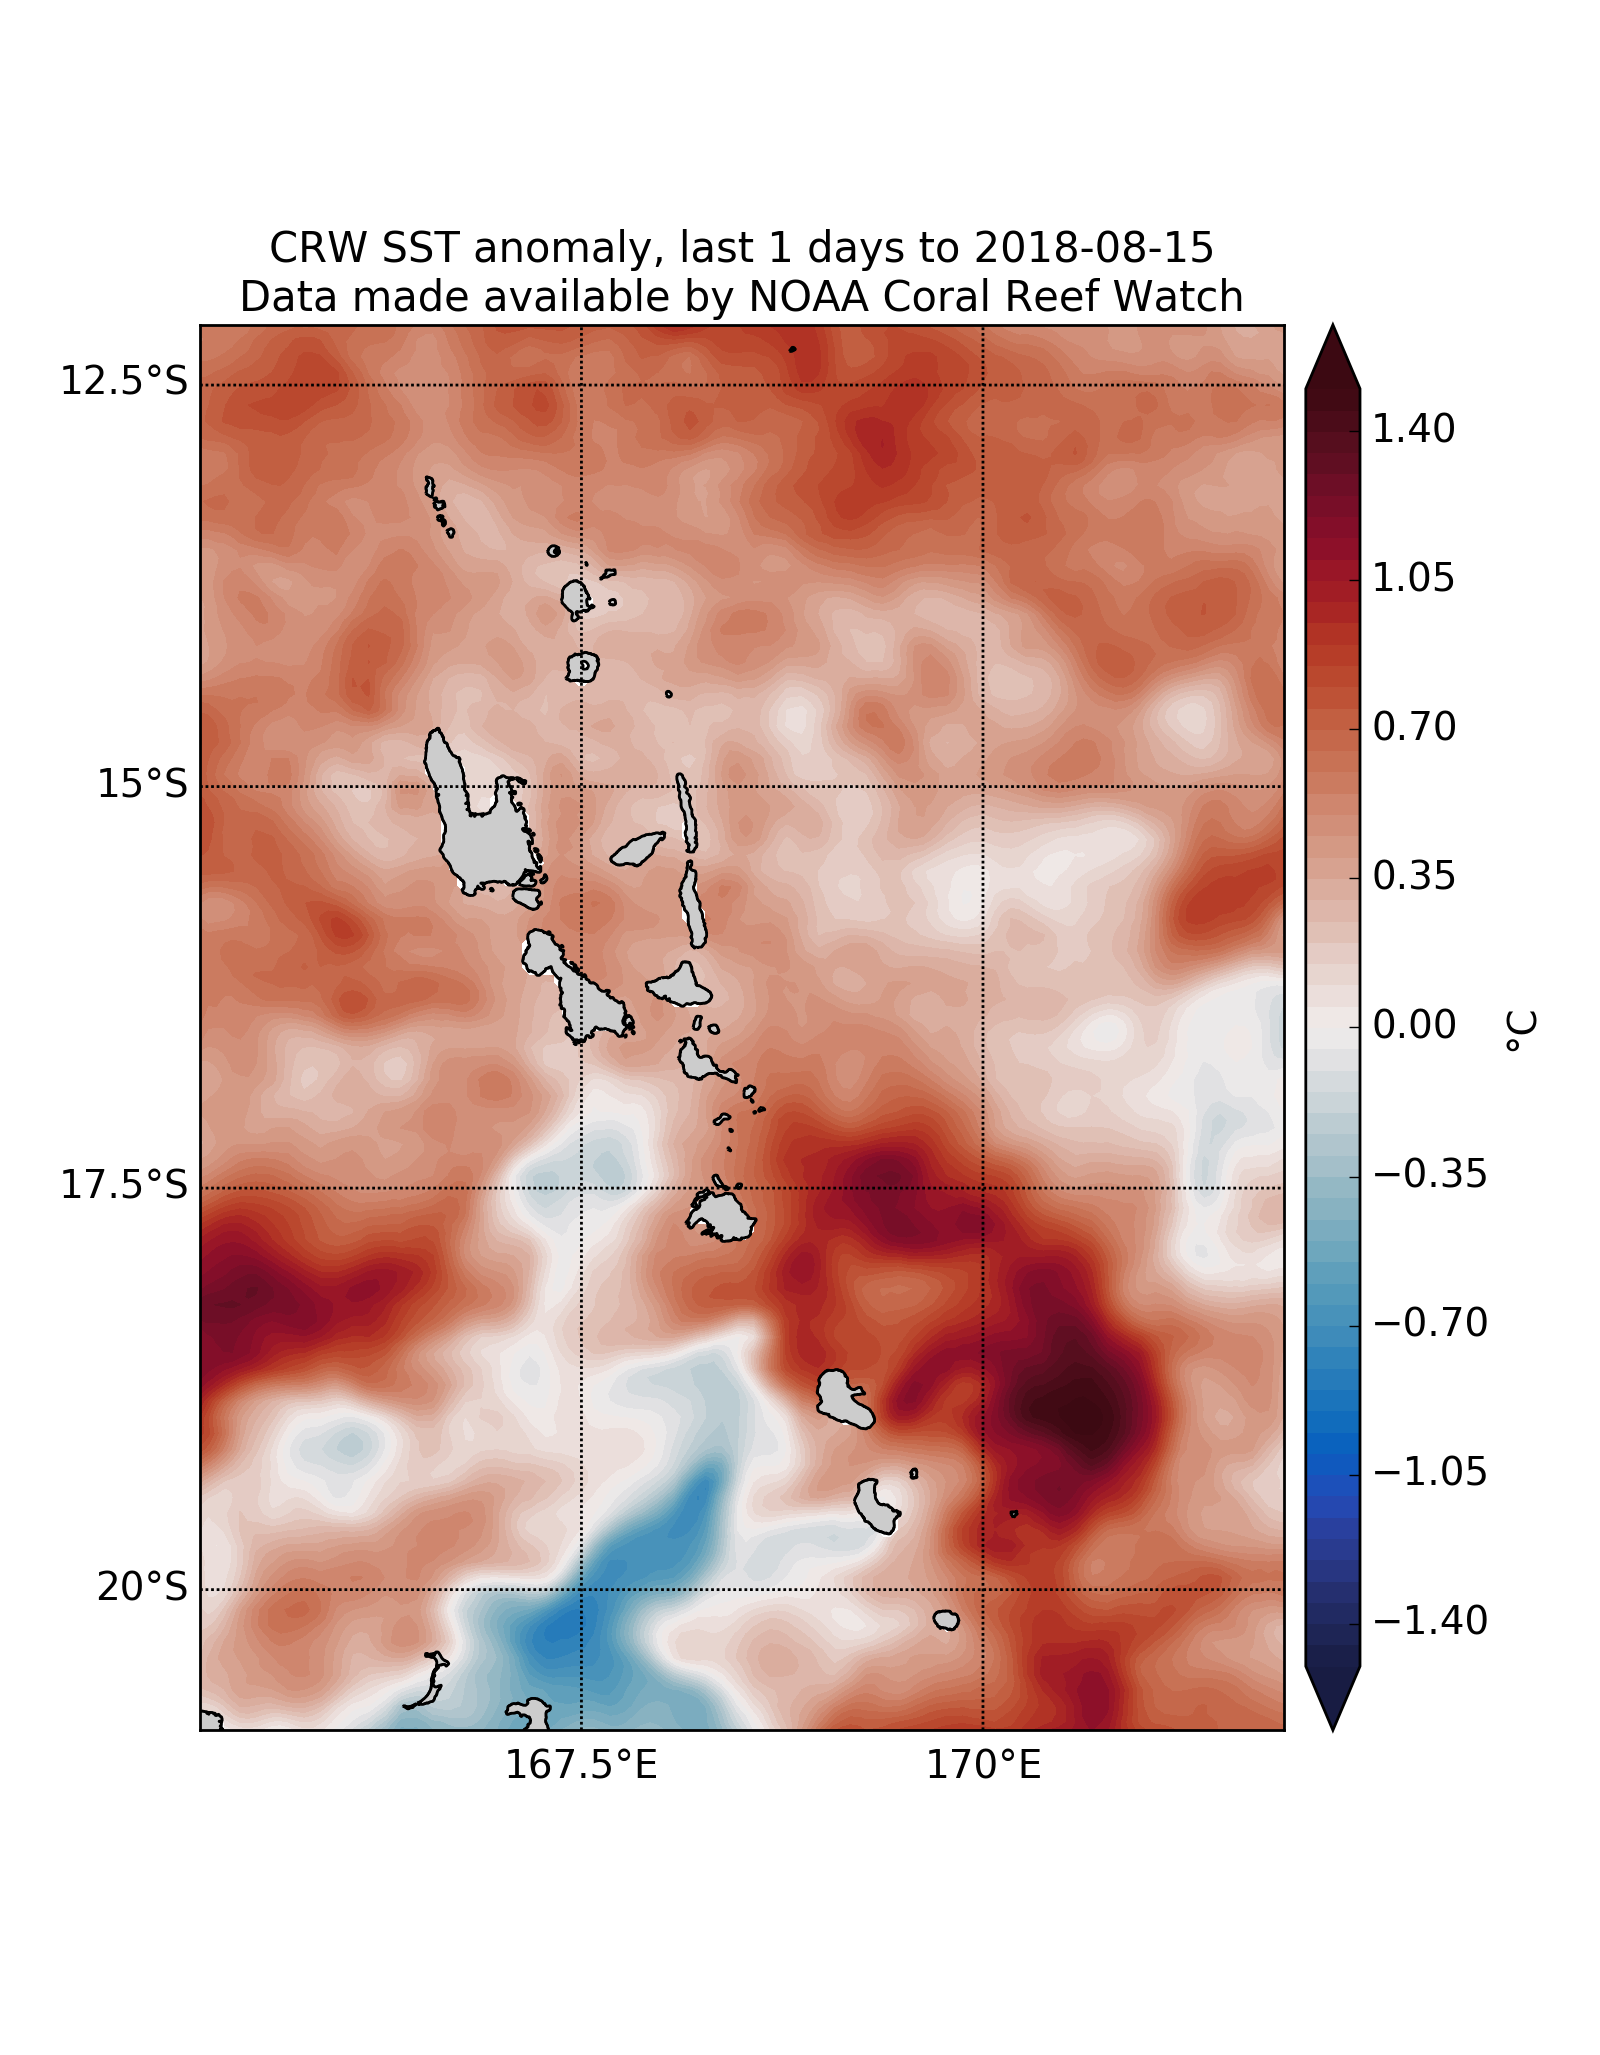 CRW SST anomaly, last 1 days to 2018-08-15
Data made available by NOAA Coral Reef Watch
12.5°S
15°S
17.5°S
20°S
167.5°E
170°E
1.40
1.05
0.70
0.35
0.00
−0.35
−0.70
−1.05
−1.40
°C